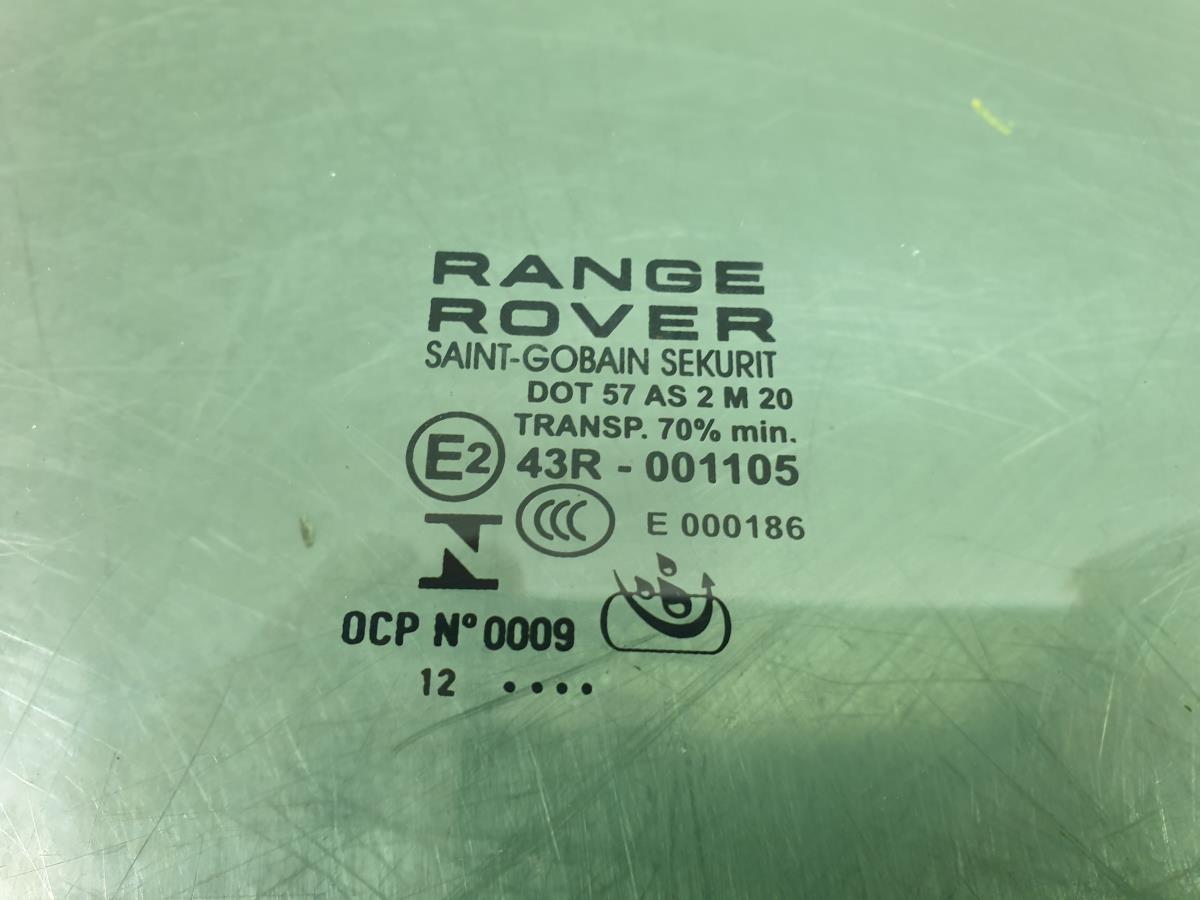 RANGE
ROVER
SAINT-GOBAIN SEKURIT
DOT 57 AS 2 M 20
TRANSP. 70% min.
E2 43R - 001105
CCC E 000186
OCP Nº 0009
12 ••••